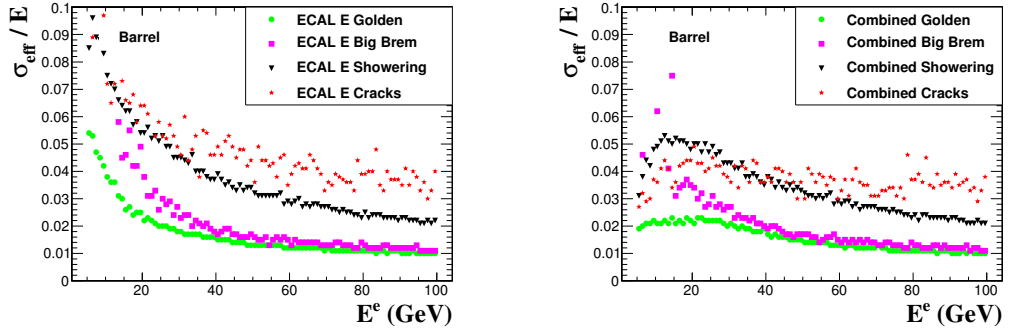 σeff / E
0.1
0.09
0.08
0.07
0.06
0.05
0.04
0.03
0.02
0.01
0
Barrel
ECAL E Golden
ECAL E Big Brem
ECAL E Showering
ECAL E Cracks
20
40
60
80
100
E^e (GeV)
σeff / E
0.1
0.09
0.08
0.07
0.06
0.05
0.04
0.03
0.02
0.01
0
Barrel
Combined Golden
Combined Big Brem
Combined Showering
Combined Cracks
0
20
40
60
80
100
E^e (GeV)